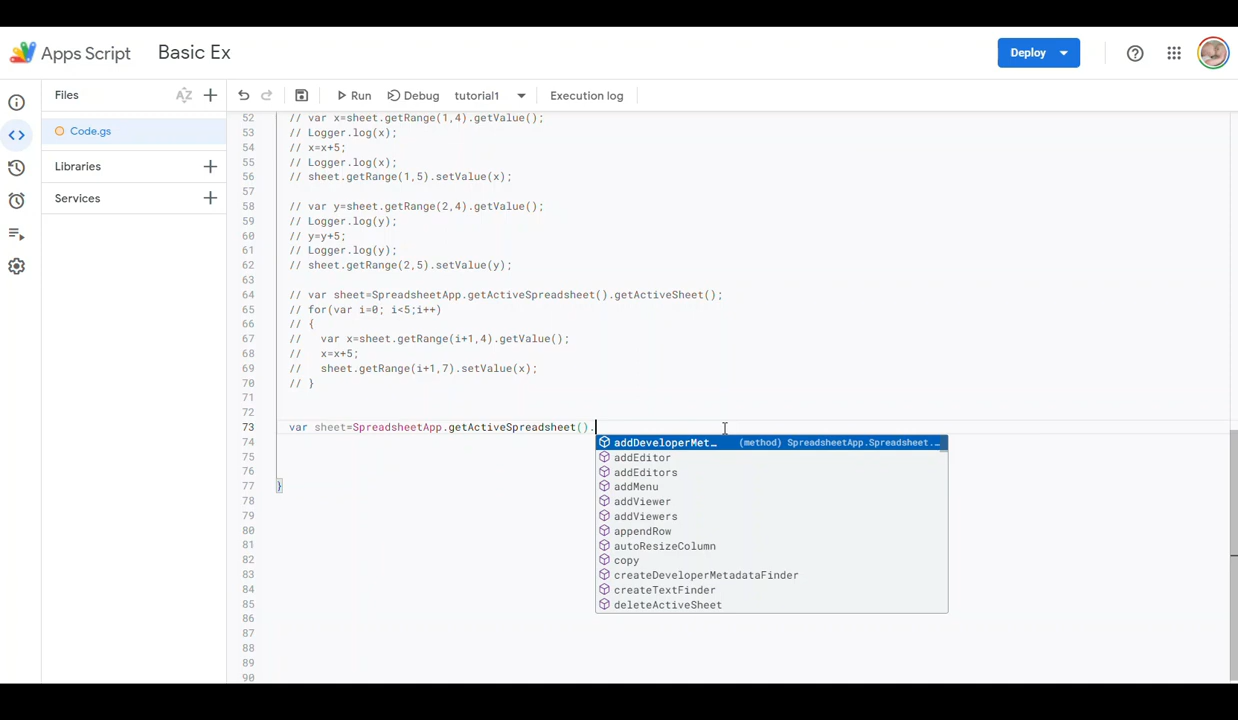 Apps Script
Basic Ex
Deploy
Files
AZ
Run
Debug
tutorial1
Execution log
Code.gs
Libraries
Services
52 // var x=sheet.getRange(1,4).getValue();
53 // Logger.log(x);
54 // x=x+5;
55 // Logger.log(x);
56 // sheet.getRange(1,5).setValue(x);
57
58 // var y=sheet.getRange(2,4).getValue();
59 // Logger.log(y);
60 // y=y+5;
61 // Logger.log(y);
62 // sheet.getRange(2,5).setValue(y);
63
64 // var sheet=SpreadsheetApp.getActiveSpreadsheet().getActiveSheet();
65 // for(var i=0; i<5;i++)
66 // {
67 //   var x=sheet.getRange(i+1,4).getValue();
68 //   x=x+5;
69 //   sheet.getRange(i+1,7).setValue(x);
70 // }
71
72
73 var sheet=SpreadsheetApp.getActiveSpreadsheet().
74 addDeveloperMet… (method) SpreadsheetApp.Spreadsheet.…
75 addEditor
76 addEditors
77 } addMenu
78 addViewer
79 addViewers
80 appendRow
81 autoResizeColumn
82 copy
83 createDeveloperMetadataFinder
84 createTextFinder
85 deleteActiveSheet
86
87
88
89
90